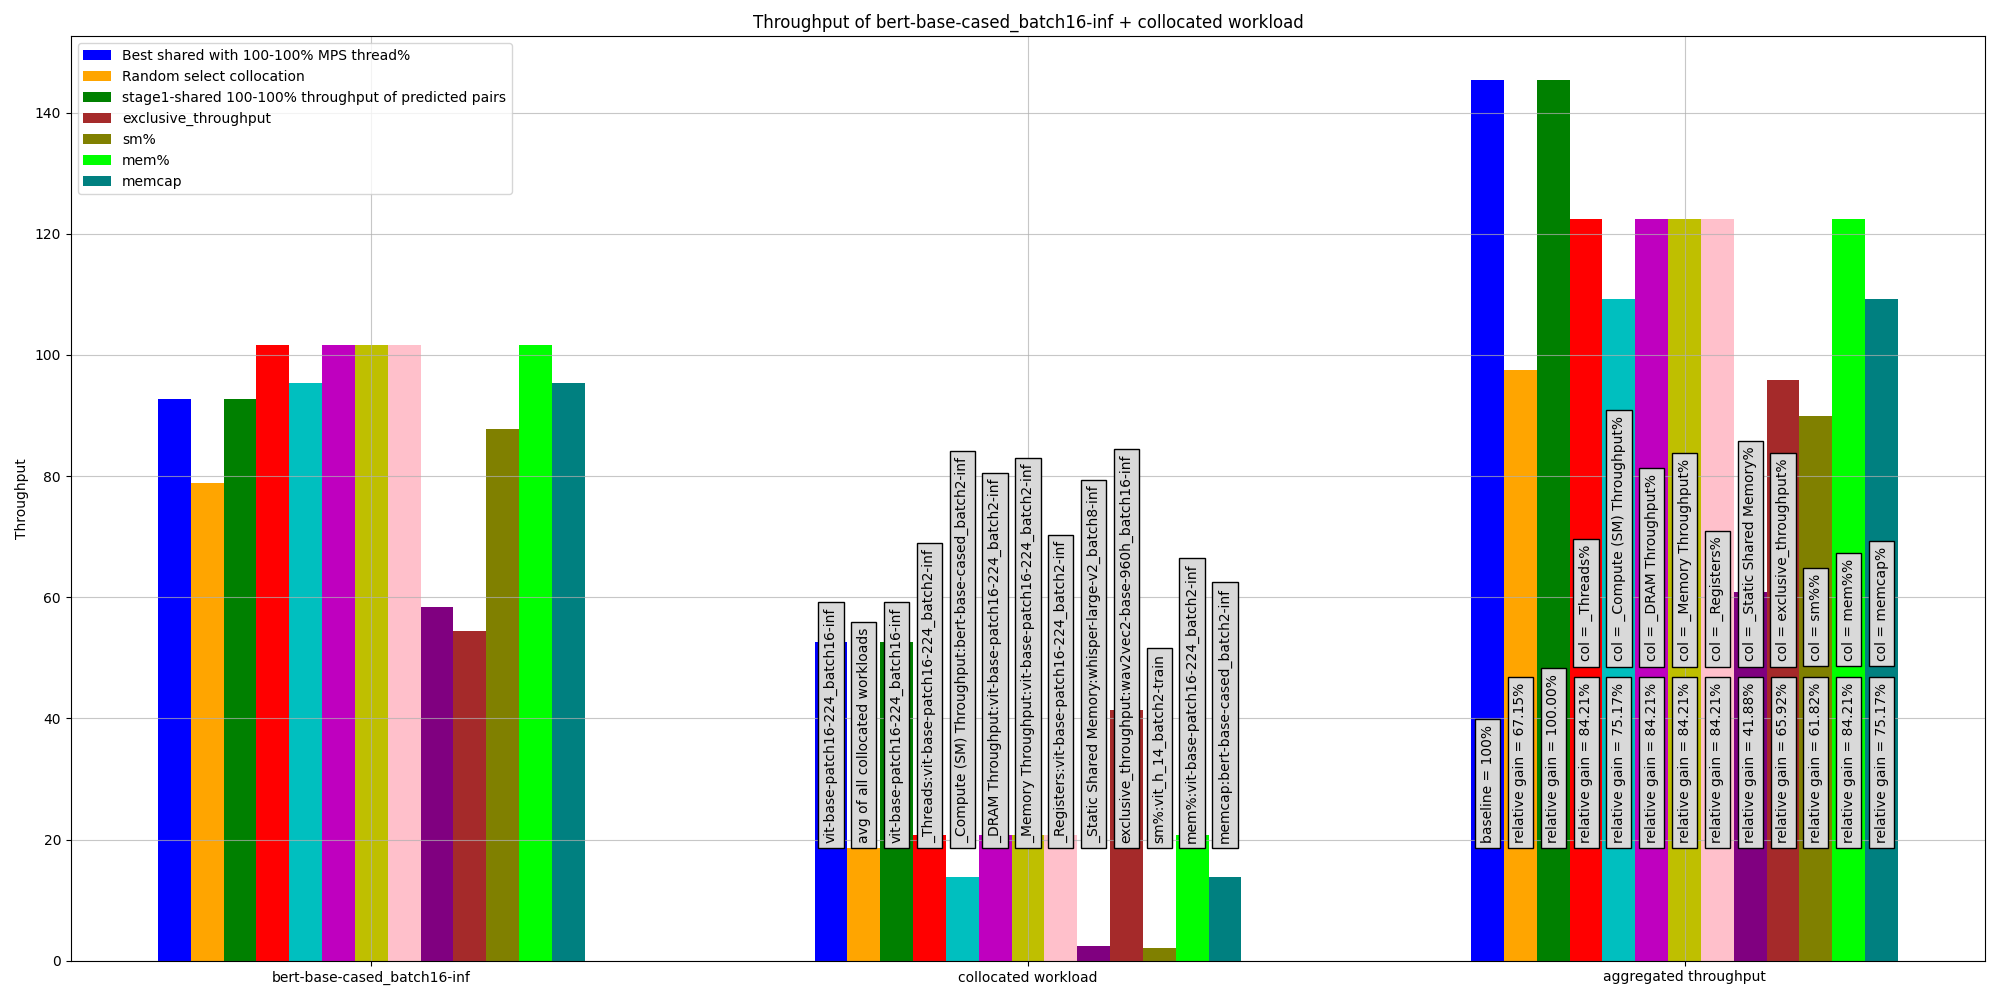 Throughput of bert-base-cased_batch16-inf + collocated workload
Best shared with 100-100% MPS thread%
Random select collocation
stage1-shared 100-100% throughput of predicted pairs
exclusive_throughput
sm%
mem%
memcap
Throughput
140
120
100
80
60
40
20
0
vit-base-patch16-224_batch16-inf
avg of all collocated workloads
vit-base-patch16-224_batch16-inf
_Threads:vit-base-patch16-224_batch2-inf
_Compute (SM) Throughput:bert-base-cased_batch2-inf
_DRAM Throughput:vit-base-patch16-224_batch2-inf
_Memory Throughput:vit-base-patch16-224_batch2-inf
_Registers:vit-base-patch16-224_batch2-inf
_Static Shared Memory:whisper-large-v2_batch8-inf
exclusive_throughput:wav2vec2-base-960h_batch16-inf
sm%:vit_h_14_batch2-train
mem%:vit-base-patch16-224_batch2-inf
memcap:bert-base-cased_batch2-inf
col = _Threads%
col = _Compute (SM) Throughput%
col = _DRAM Throughput%
col = _Memory Throughput%
col = _Registers%
col = _Static Shared Memory%
col = exclusive_throughput%
col = sm%%
col = mem%%
col = memcap%
baseline = 100%
relative gain = 67.15%
relative gain = 100.00%
relative gain = 84.21%
relative gain = 75.17%
relative gain = 84.21%
relative gain = 84.21%
relative gain = 84.21%
relative gain = 41.88%
relative gain = 65.92%
relative gain = 61.82%
relative gain = 84.21%
relative gain = 75.17%
bert-base-cased_batch16-inf
collocated workload
aggregated throughput